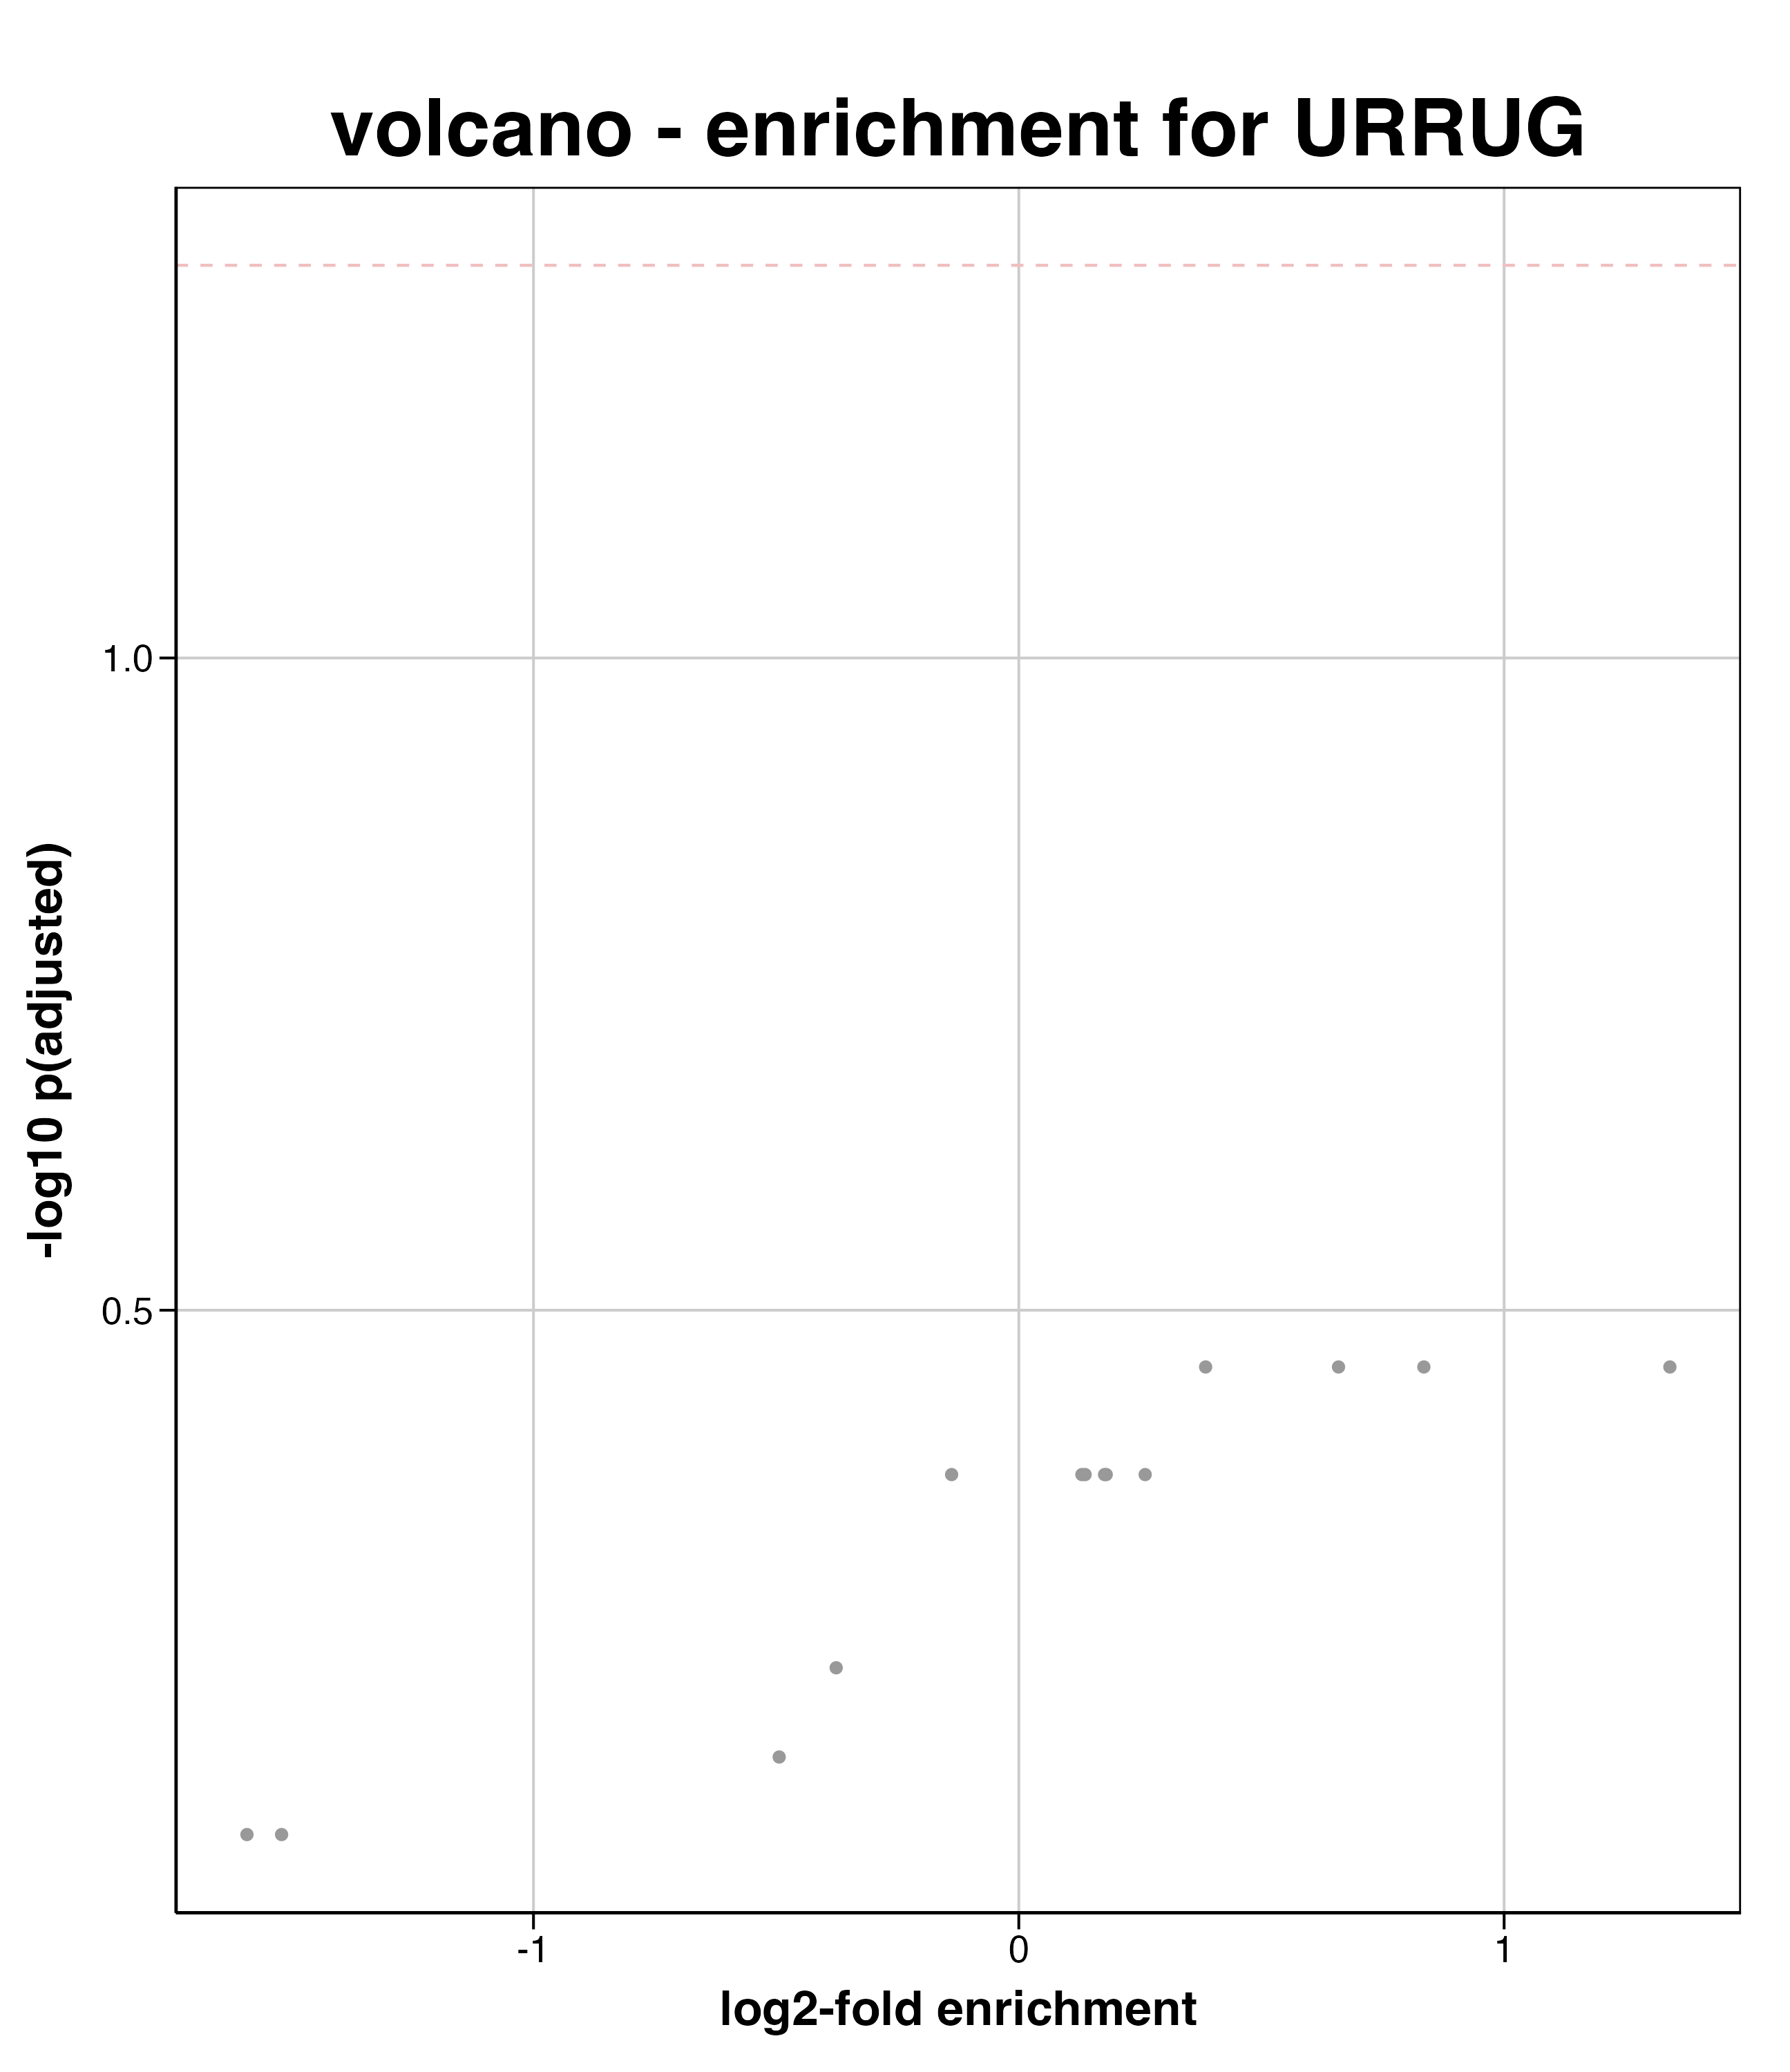 volcano - enrichment for URRUG
1.0
0.5
-log10 p(adjusted)
-1
0
1
log2-fold enrichment